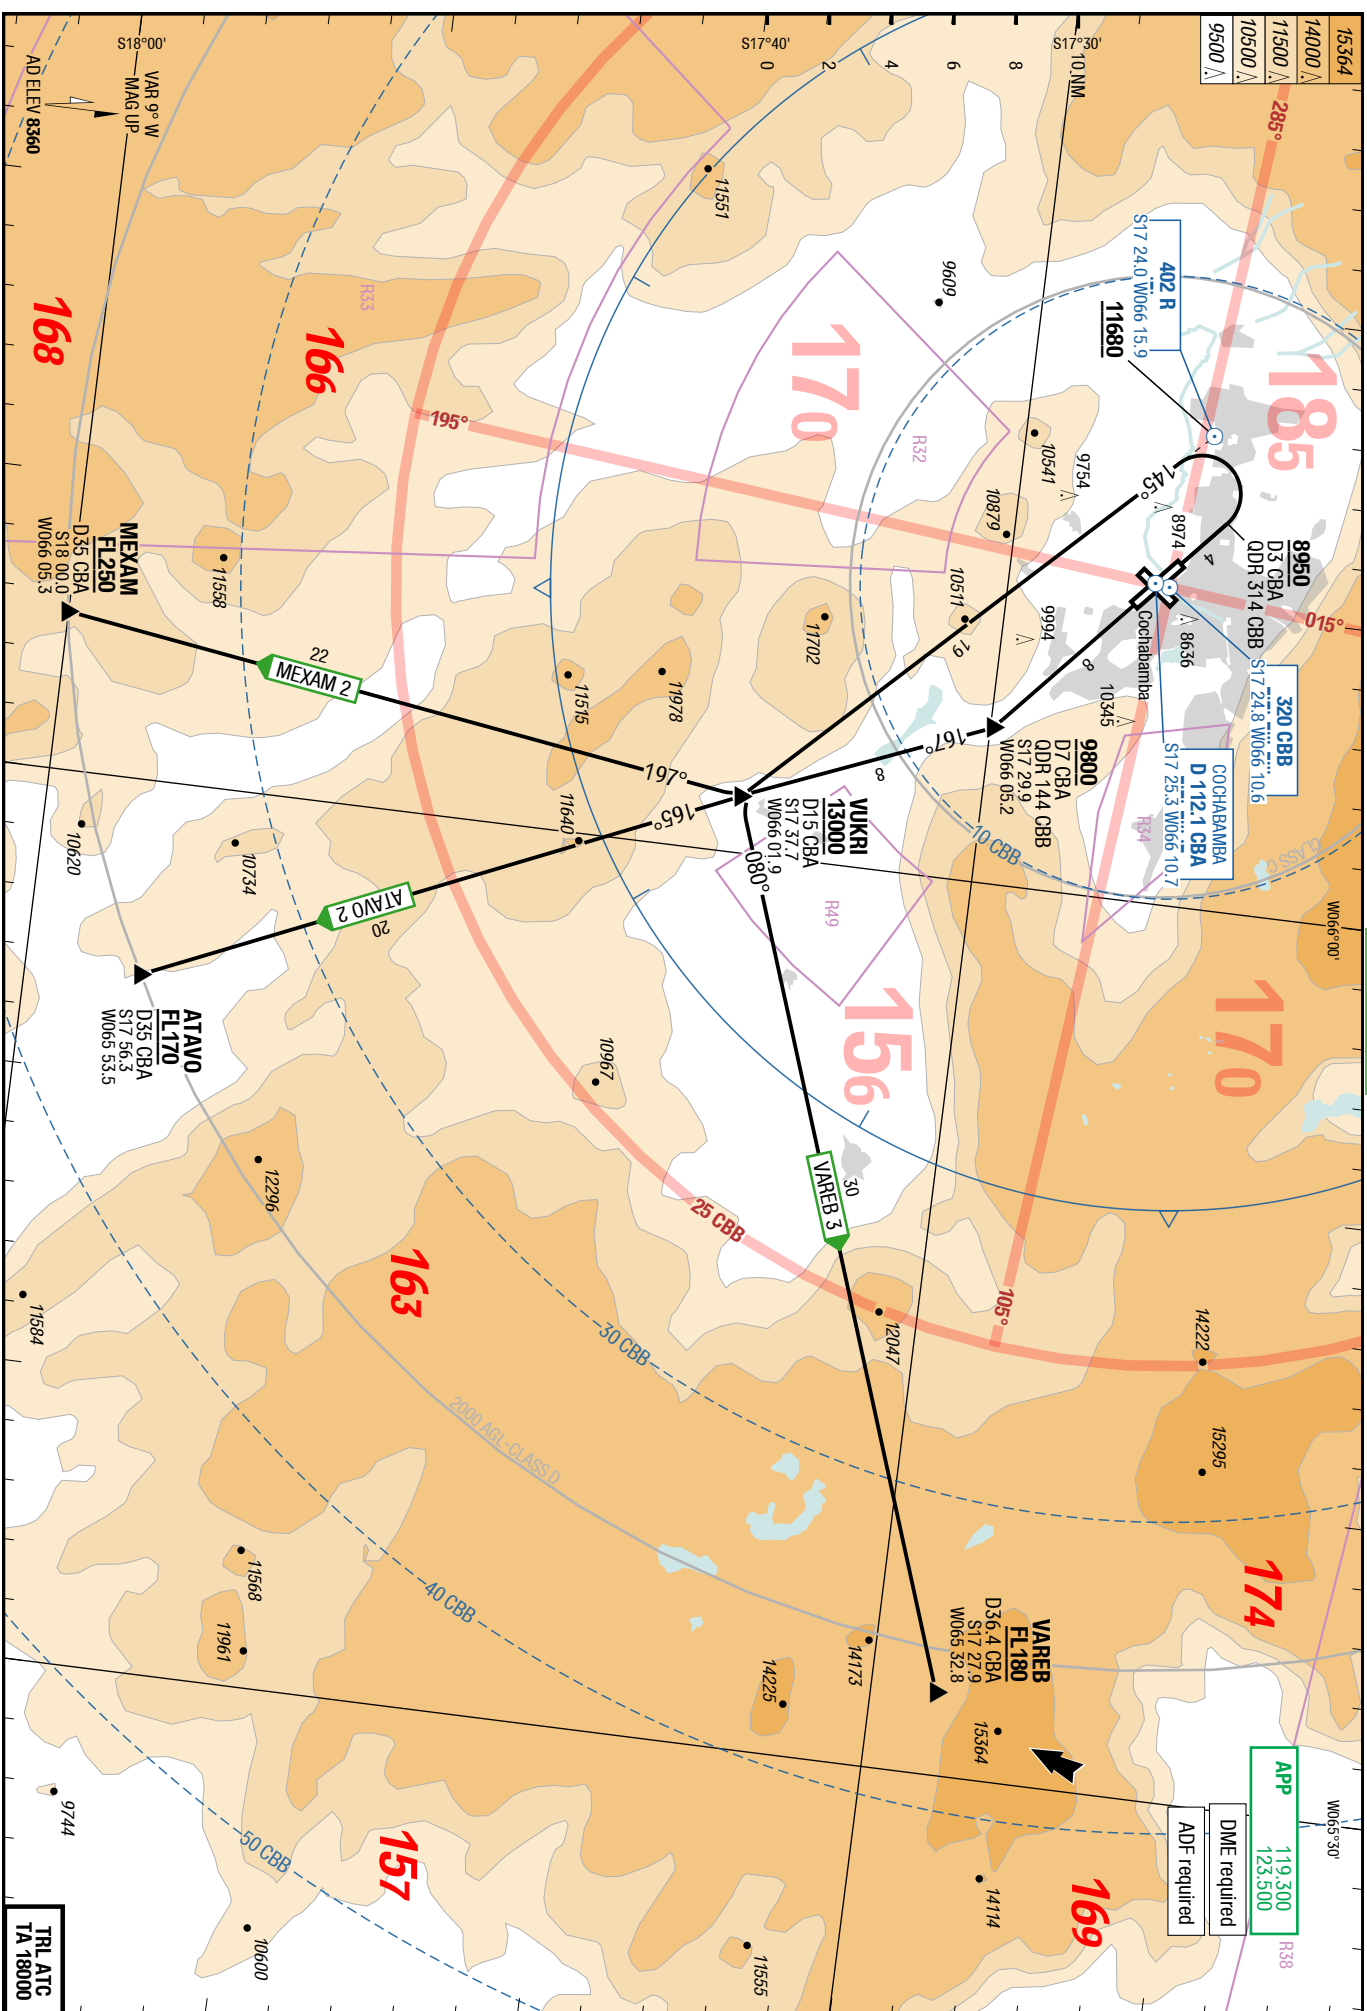 15364
14000
11500
10500
9500
S18°00'
S17°40'
S17°30'
0
2
4
6
8
10 NM
VAR 9° W
MAG UP
AD ELEV 8360
285°
185
402 R
S17 24.0 W066 15.9
11680
8950
D3 CBA
QDR 314 CBB
4
015°
320 CBB
S17 24.8 W066 10.6
COCHABAMBA
D 112.1 CBA
S17 25.3 W066 10.7
Cochabamba
8636
8974
9754
10541
10879
10511
9994
10345
8
9609
11551
170
R32
R33
R34
145°
19
9800
D7 CBA
QDR 144 CBB
S17 29.9
W066 05.2
167°
8
10 CBB
CLASS C
W066°00'
VUKRI
13000
D15 CBA
S17 37.7
W066 01.9
080°
R49
156
170
11702
11978
11515
11640
197°
165°
195°
166
168
11558
MEXAM
FL250
D35 CBA
S18 00.0
W066 05.3
22
MEXAM 2
ATAVO 2
20
10620
10734
ATAVO
FL170
D35 CBA
S17 56.3
W065 53.5
10967
12296
11584
163
25 CBB
30
VAREB 3
12047
105°
14222
15295
30 CBB
2000 AGL-CLASS D
40 CBB
11568
11961
174
VAREB
FL180
D36.4 CBA
S17 27.9
W065 32.8
14173
14225
15364
14114
W065°30'
APP
119.300
123.500
DME required
ADF required
R38
169
157
9744
50 CBB
10600
11555
TRL ATC
TA 18000